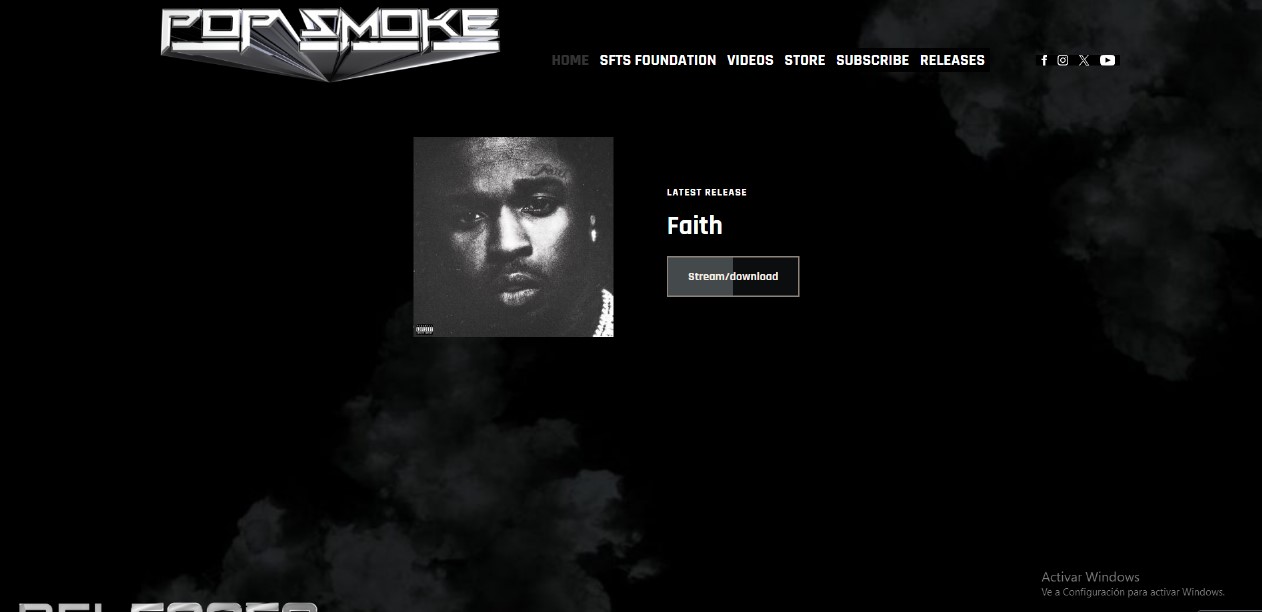 POP SMOKE
HOME SFTS FOUNDATION VIDEOS STORE SUBSCRIBE RELEASES
LATEST RELEASE
Faith
Stream/download
Activar Windows
Ve a Configuración para activar Windows.